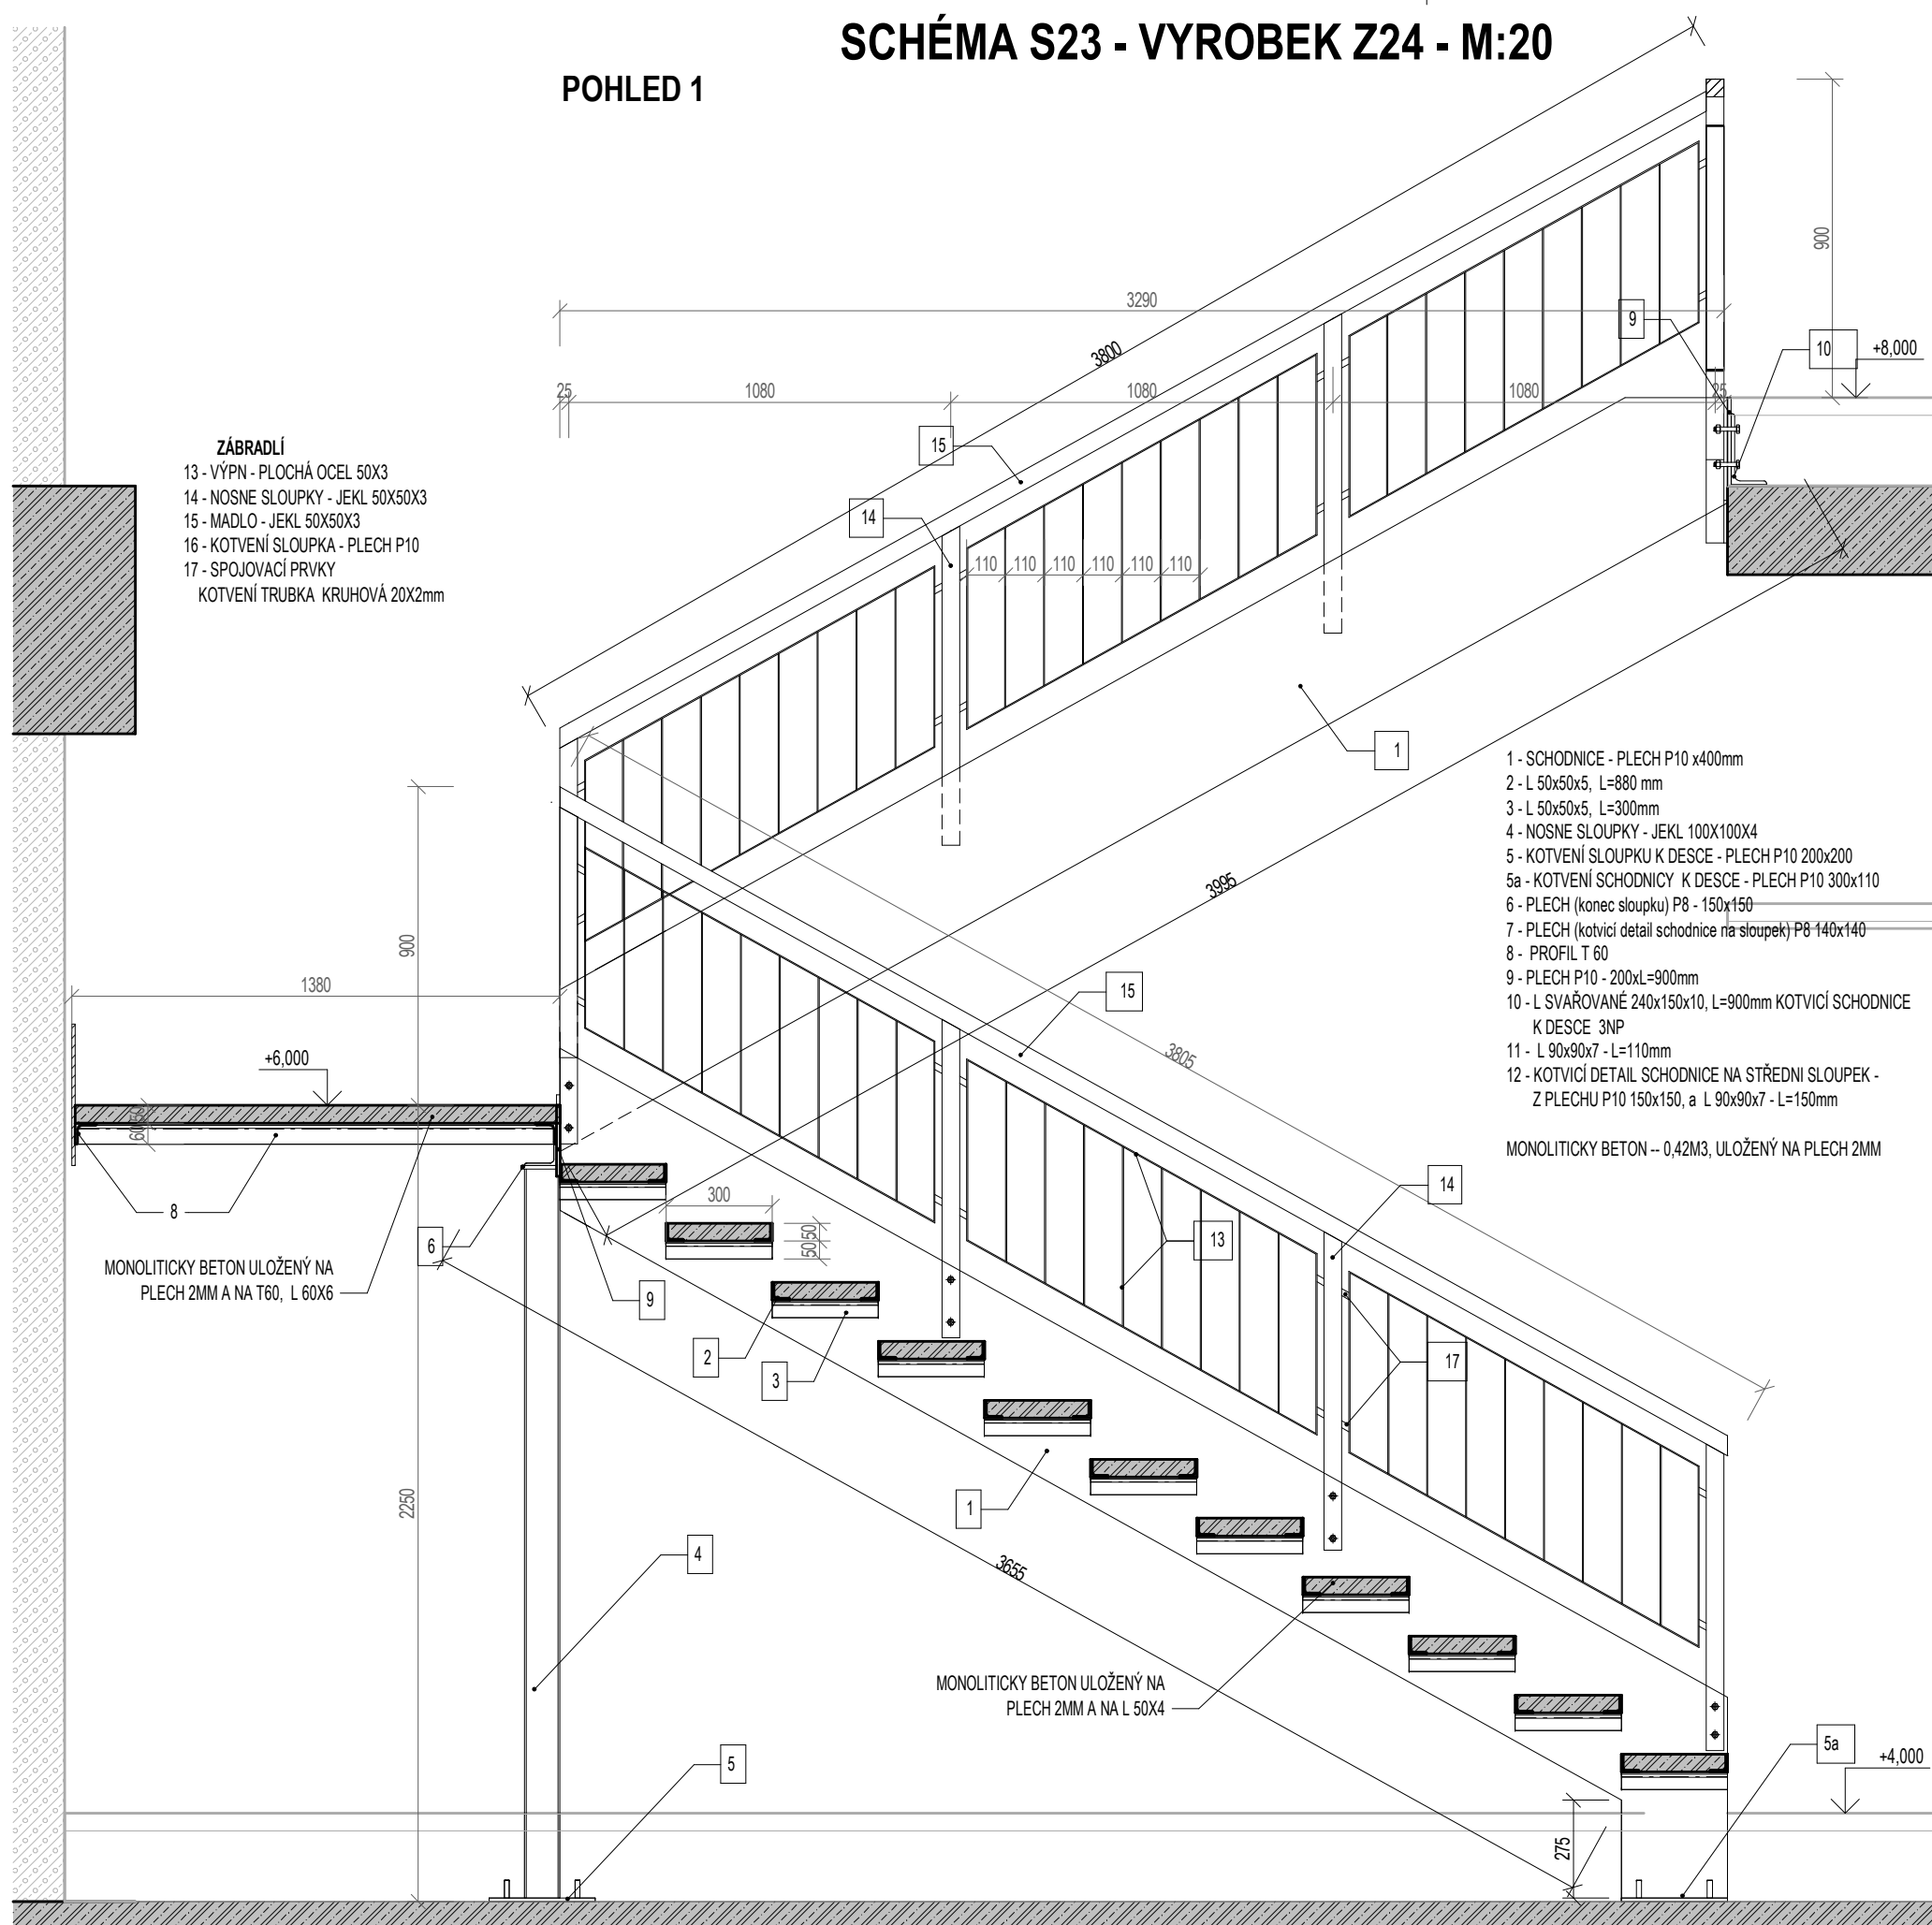 SCHÉMA S23 - VYROBEK Z24 - M:20
POHLED 1
900
3290
9
10
+8,000
3800
25
1080
1080
1080
25
15
ZÁBRADLÍ
13 - VÝPN - PLOCHÁ OCEL 50X3
14 - NOSNE SLOUPKY - JEKL 50X50X3
15 - MADLO - JEKL 50X50X3
16 - KOTVENÍ SLOUPKA - PLECH P10
17 - SPOJOVACÍ PRVKY
KOTVENÍ TRUBKA KRUHOVÁ 20X2mm
14
110
110
110
110
110
110
1
1 - SCHODNICE - PLECH P10 x400mm
2 - L 50x50x5, L=880 mm
3 - L 50x50x5, L=300mm
4 - NOSNE SLOUPKY - JEKL 100X100X4
5 - KOTVENÍ SLOUPKU K DESCE - PLECH P10 200x200
5a - KOTVENÍ SCHODNICY K DESCE - PLECH P10 300x110
6 - PLECH (konec sloupku) P8 - 150x150
7 - PLECH (kotvicí detail schodnice na sloupek) P8 140x140
8 - PROFIL T 60
9 - PLECH P10 - 200xL=900mm
10 - L SVAŘOVANÉ 240x150x10, L=900mm KOTVICÍ SCHODNICE
K DESCE 3NP
11 - L 90x90x7 - L=110mm
12 - KOTVICÍ DETAIL SCHODNICE NA STŘEDNI SLOUPEK -
Z PLECHU P10 150x150, a L 90x90x7 - L=150mm
MONOLITICKY BETON -- 0,42M3, ULOŽENÝ NA PLECH 2MM
3995
900
1380
15
3805
+6,000
60
50
8
6
300
50
50
14
13
MONOLITICKY BETON ULOŽENÝ NA
PLECH 2MM A NA T60, L 60X6
9
2
3
17
2250
1
4
3655
MONOLITICKY BETON ULOŽENÝ NA
PLECH 2MM A NA L 50X4
5
5a
+4,000
275